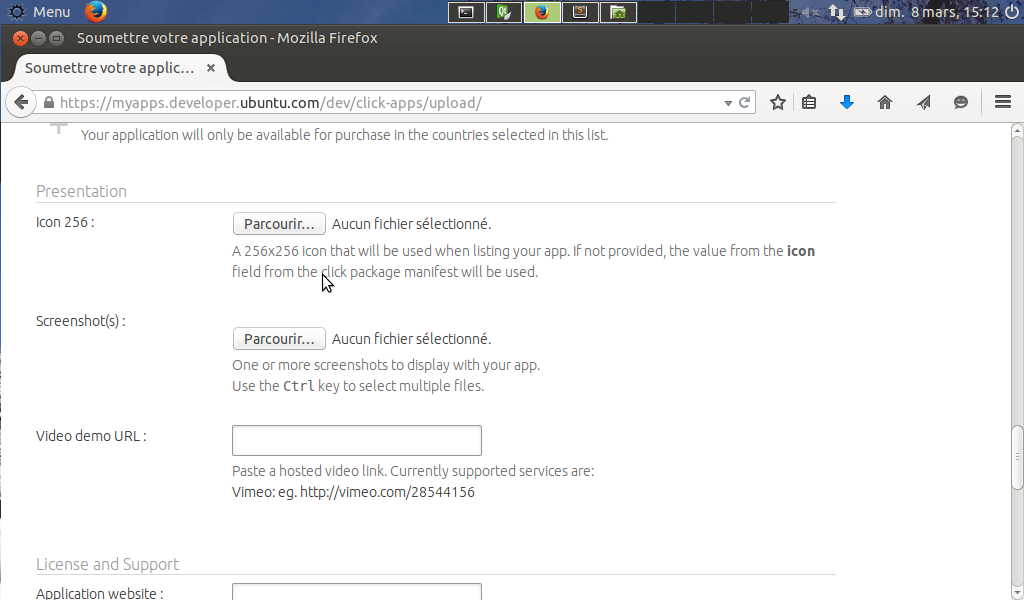 Menu
dim. 8 mars, 15:12
Soumettre votre application - Mozilla Firefox
Soumettre votre applic... ×
https://myapps.developer.ubuntu.com/dev/click-apps/upload/
Your application will only be available for purchase in the countries selected in this list.
Presentation
Icon 256 :
Parcourir... Aucun fichier sélectionné.
A 256x256 icon that will be used when listing your app. If not provided, the value from the icon
field from the click package manifest will be used.
Screenshot(s) :
Parcourir... Aucun fichier sélectionné.
One or more screenshots to display with your app.
Use the Ctrl key to select multiple files.
Video demo URL :
Paste a hosted video link. Currently supported services are:
Vimeo: eg. http://vimeo.com/28544156
License and Support
Application website :